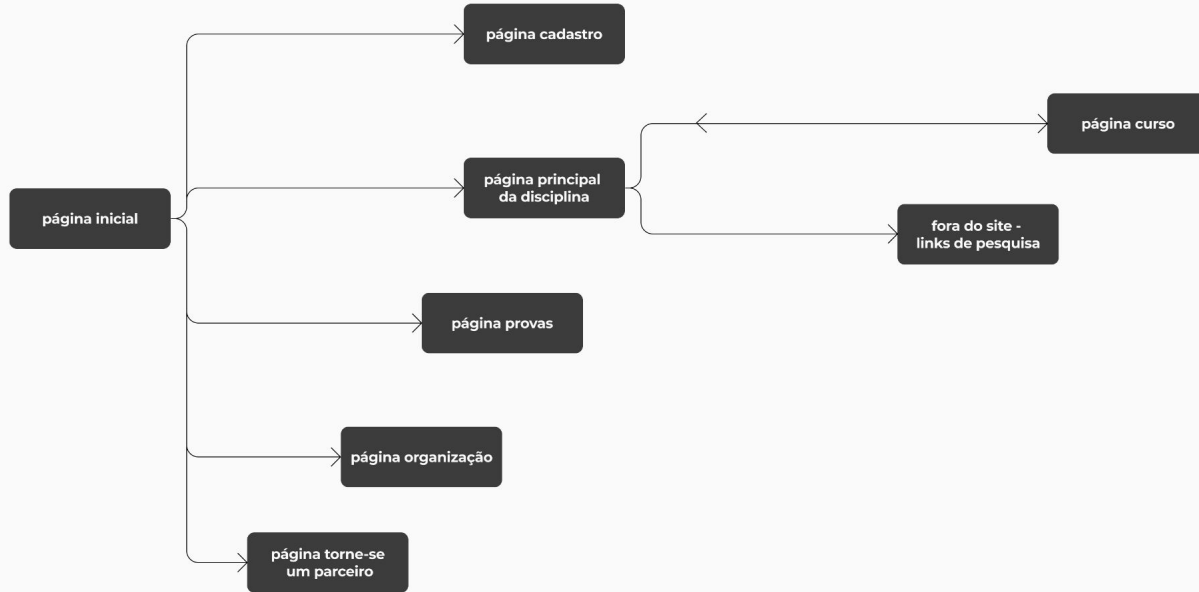 página cadastro
página curso
página principal
da disciplina
página inicial
fora do site -
links de pesquisa
página provas
página organização
página torne-se
um parceiro